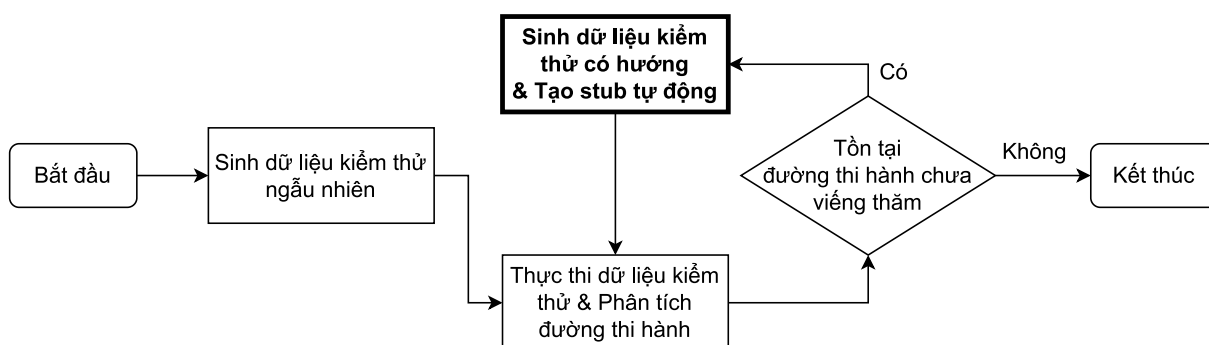 Bắt đầu
Sinh dữ liệu kiểm thử
ngẫu nhiên
Sinh dữ liệu kiểm
thử có hướng
& Tạo stub tự động
Thực thi dữ liệu kiểm
thử & Phân tích
đường thi hành
Tồn tại
đường thi hành chưa
viếng thăm
Có
Không
Kết thúc